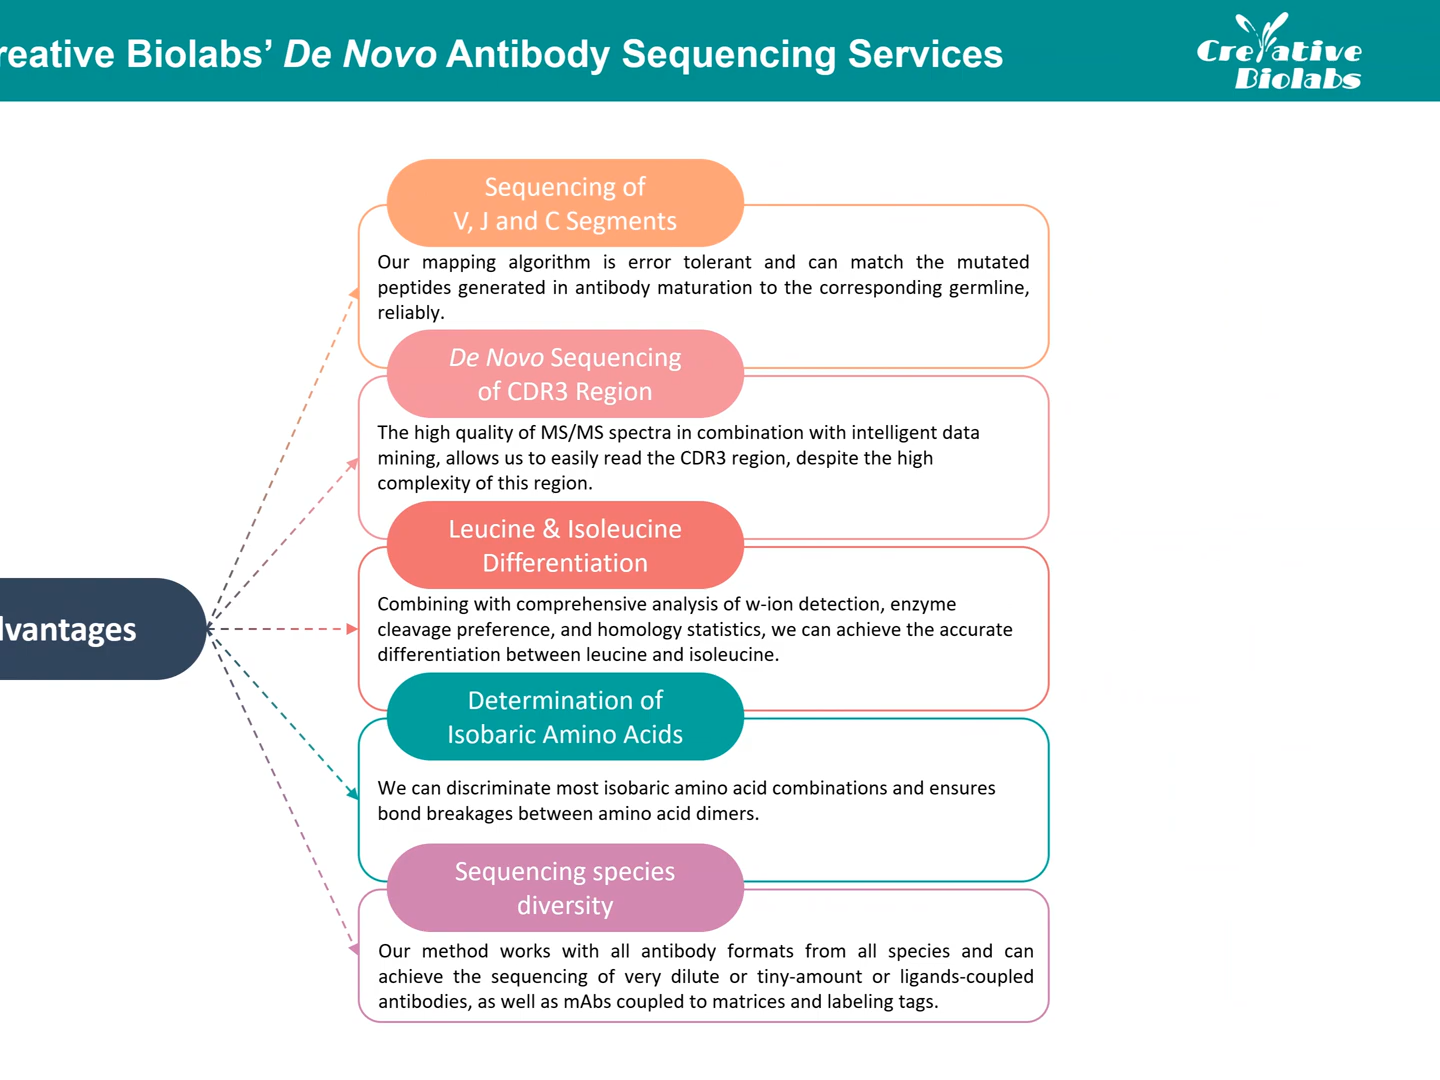 reative Biolabs’ De Novo Antibody Sequencing Services
Creative
Biolabs
Sequencing of
V, J and C Segments
Our mapping algorithm is error tolerant and can match the mutated
peptides generated in antibody maturation to the corresponding germline,
reliably.
De Novo Sequencing
of CDR3 Region
The high quality of MS/MS spectra in combination with intelligent data
mining, allows us to easily read the CDR3 region, despite the high
complexity of this region.
Leucine & Isoleucine
Differentiation
Combining with comprehensive analysis of w-ion detection, enzyme
cleavage preference, and homology statistics, we can achieve the accurate
differentiation between leucine and isoleucine.
dvantages
Determination of
Isobaric Amino Acids
We can discriminate most isobaric amino acid combinations and ensures
bond breakages between amino acid dimers.
Sequencing species
diversity
Our method works with all antibody formats from all species and can
achieve the sequencing of very dilute or tiny-amount or ligands-coupled
antibodies, as well as mAbs coupled to matrices and labeling tags.